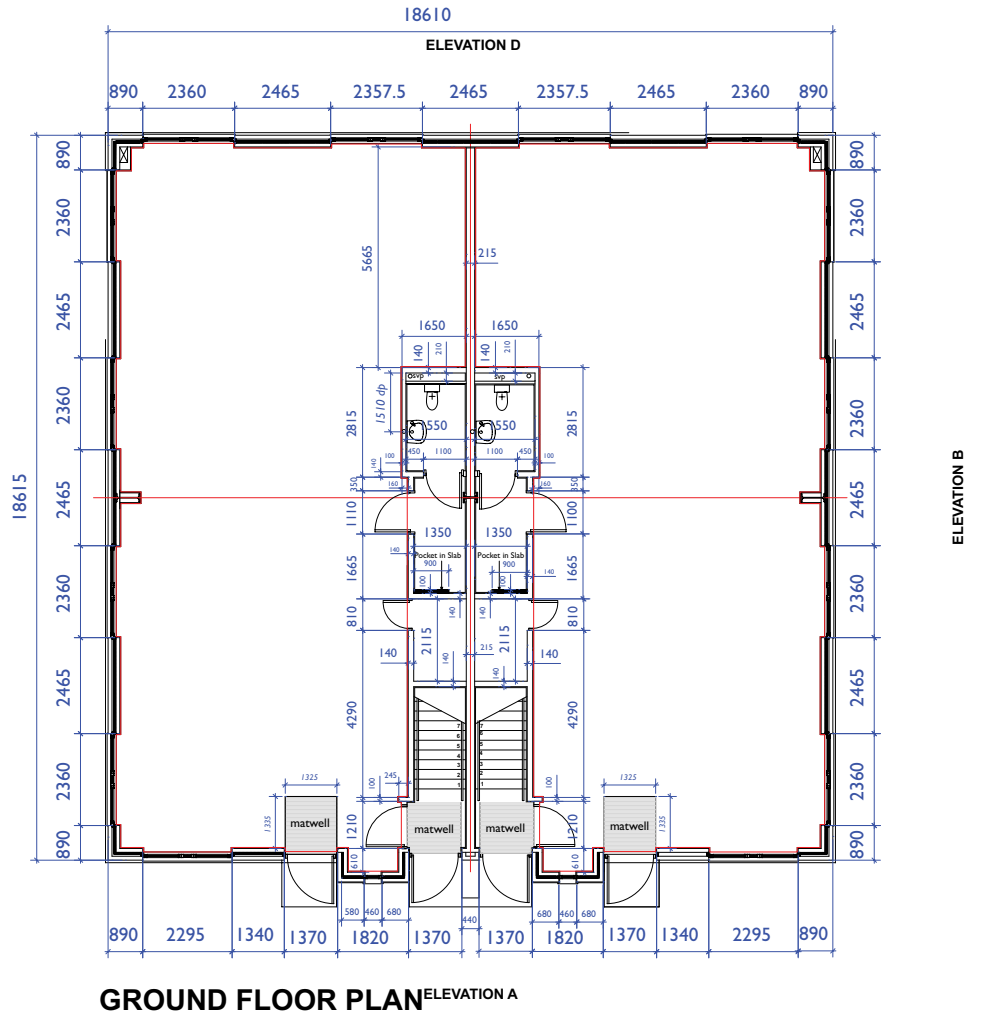 18610
ELEVATION D
890 2360 2465 2357.5 2465 2357.5 2465 2360 890
890 890
2360 2360
5665 215
2465 2465
1650 1650
140 210 140 210
svp svp
2360 1510 dp 2360
2815 550 550 2815
450 1100 1100 450
100 140 100
18615 2465 350 160 160 350 2465 ELEVATION B
1110 1100
1350 1350
140 Pocket in Slab Pocket in Slab
900 900
2360 1665 100 100 140 1665 2360
810 140 140 810
2115 2115
140 140 215 140
2465 140 2465
4290 4290
7 7
6 6
5 5
4 4
3 3
2 2
1 1
2360 1325 100 245 100 1325 2360
1335 matwell 1210 matwell matwell 1210 matwell 1335
890 610 610 890
580 460 680 440 680 460 680
890 2295 1340 1370 1820 1370 1370 1820 1370 1340 2295 890
GROUND FLOOR PLAN ELEVATION A